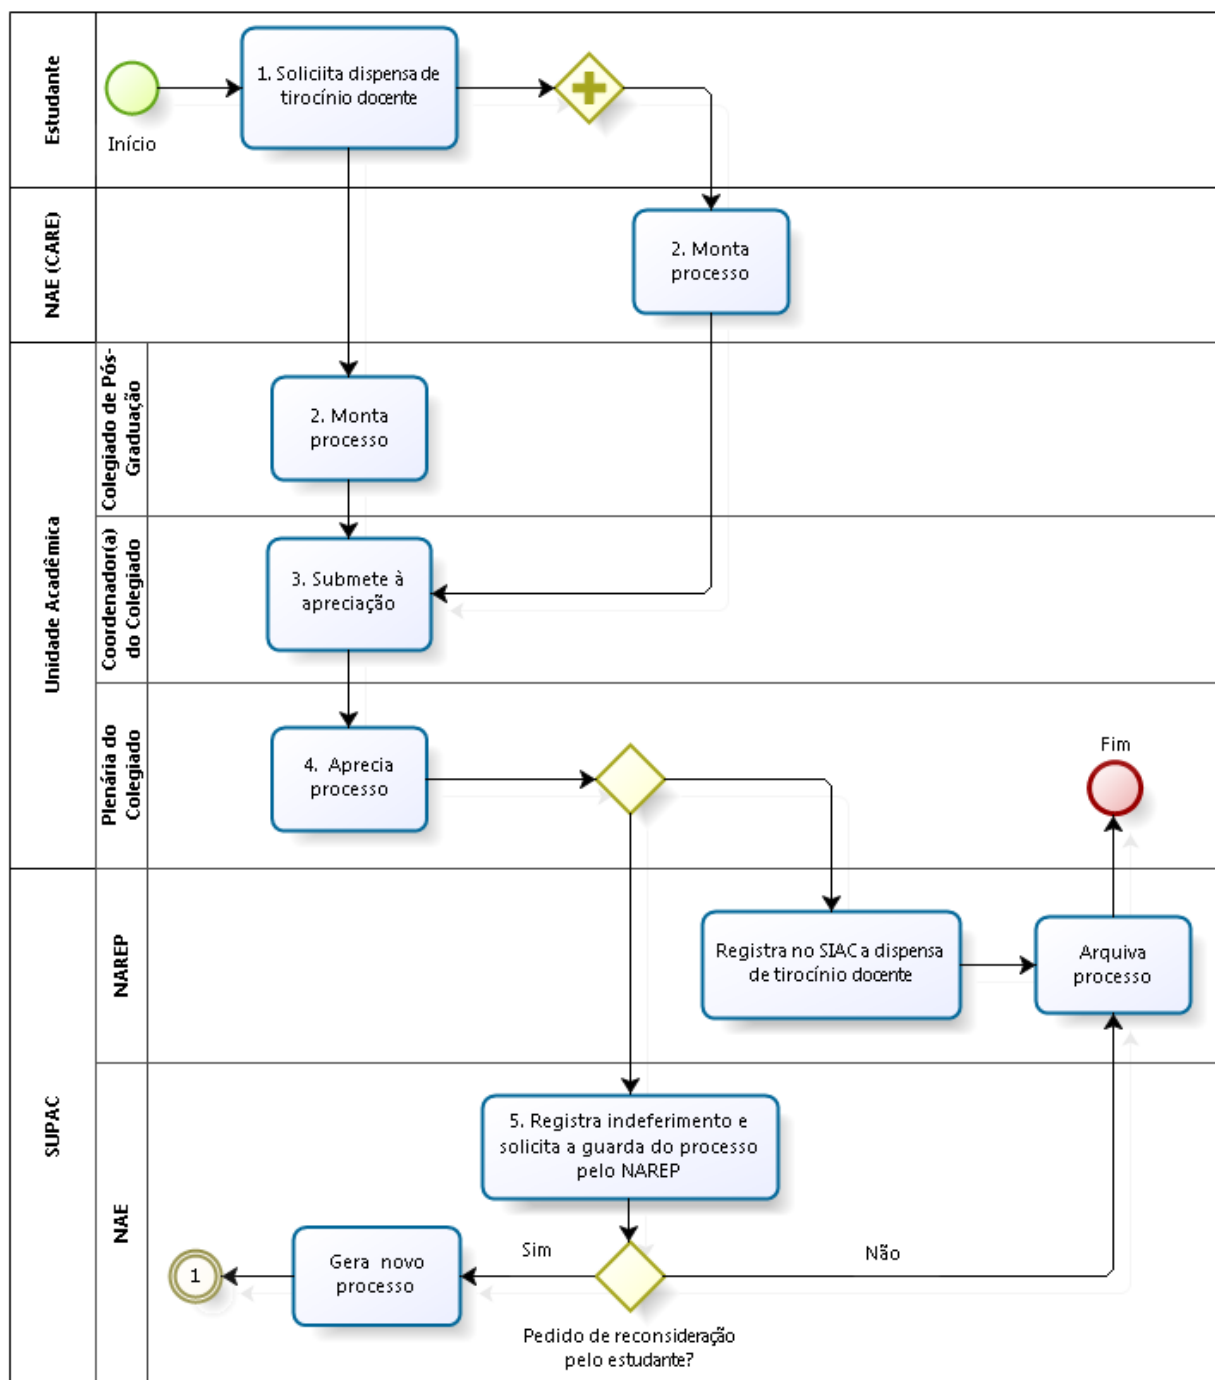 Estudante
Início
1. Soliciita dispensa de
tirocínio docente
NAE (CARE)
2. Monta
processo
Unidade Acadêmica
Colegiado de Pós-
Graduação
2. Monta
processo
Coordenador(a)
do Colegiado
3. Submete à
apreciação
Plenária do
Colegiado
4. Aprecia
processo
Fim
SUPAC
NAREP
Registra no SIAC a dispensa
de tirocínio docente
Arquiva
processo
NAE
5. Registra indeferimento e
solicita a guarda do processo
pelo NAREP
1
Gera novo
processo
Sim
Não
Pedido de reconsideração
pelo estudante?